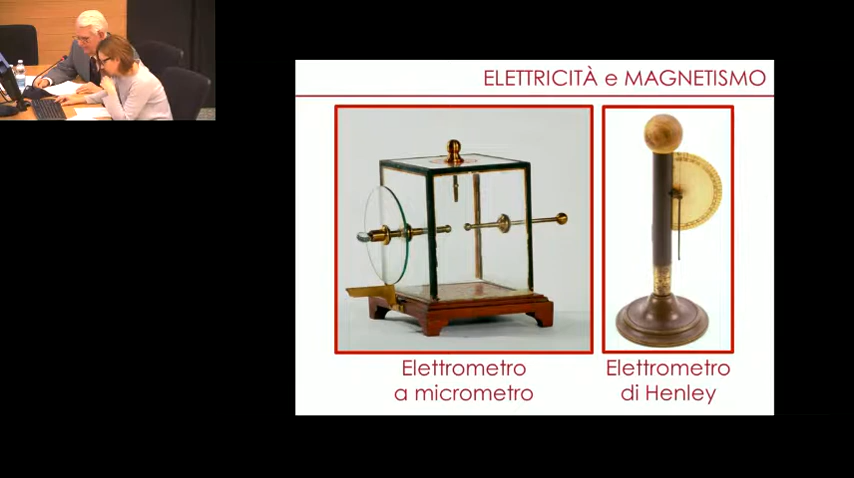 ELETTRICITÀ e MAGNETISMO
Elettrometro
a micrometro
Elettrometro
di Henley